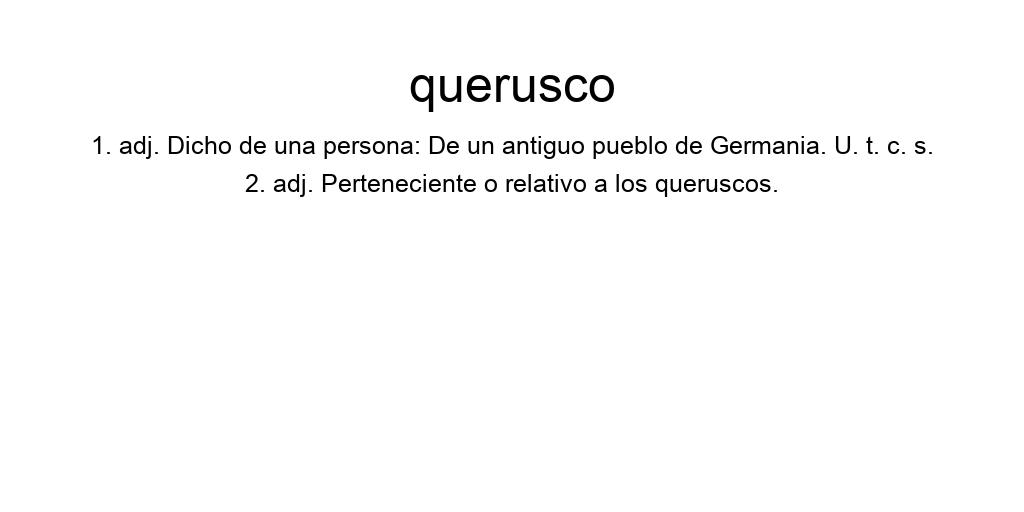 querusco
1. adj. Dicho de una persona: De un antiguo pueblo de Germania. U. t. c. s.
2. adj. Perteneciente o relativo a los queruscos.